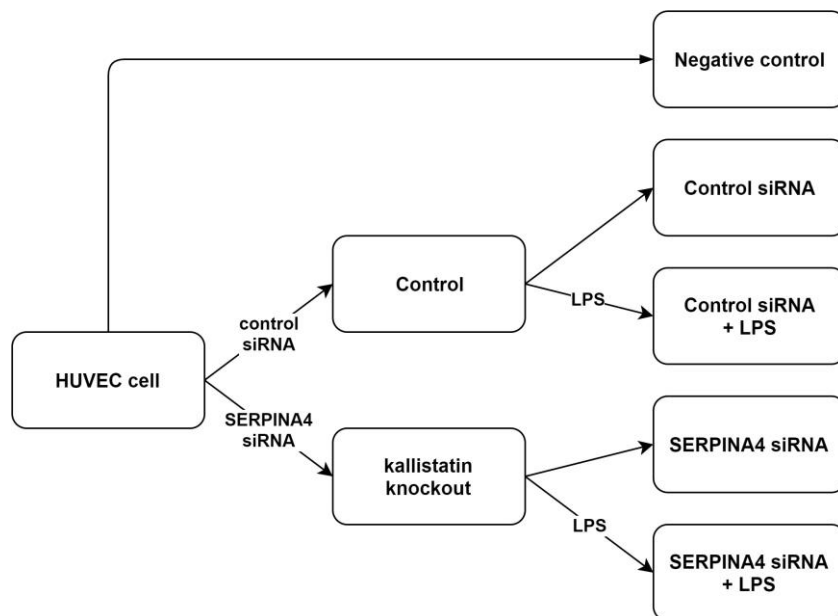 Negative control
Control siRNA
Control
LPS
Control siRNA
+ LPS
control
siRNA
HUVEC cell
SERPINA4
siRNA
SERPINA4 siRNA
kallistatin
knockout
LPS
SERPINA4 siRNA
+ LPS